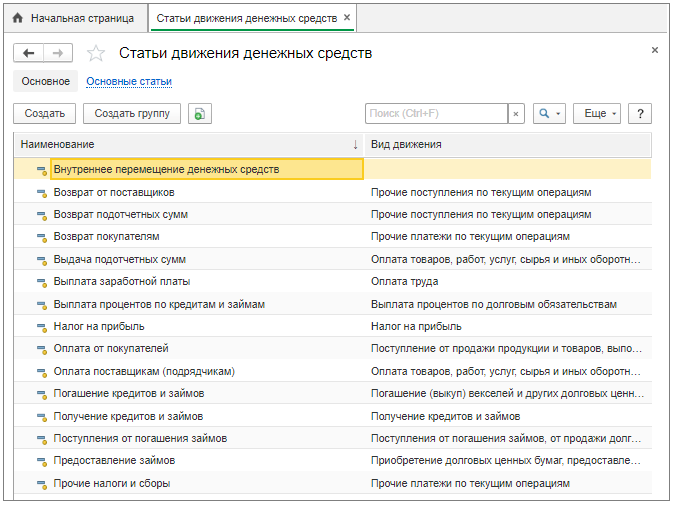 Начальная страница Статьи движения денежных средств ×
Статьи движения денежных средств ×
Основное Основные статьи
Создать Создать группу Поиск (Ctrl+F) × Еще ?
Наименование ↓ Вид движения
Внутреннее перемещение денежных средств
Возврат от поставщиков Прочие поступления по текущим операциям
Возврат подотчетных сумм Прочие поступления по текущим операциям
Возврат покупателям Прочие платежи по текущим операциям
Выдача подотчетных сумм Оплата товаров, работ, услуг, сырья и иных оборотн...
Выплата заработной платы Оплата труда
Выплата процентов по кредитам и займам Выплата процентов по долговым обязательствам
Налог на прибыль Налог на прибыль
Оплата от покупателей Поступление от продажи продукции и товаров, выпо...
Оплата поставщикам (подрядчикам) Оплата товаров, работ, услуг, сырья и иных оборотн...
Погашение кредитов и займов Погашение (выкуп) векселей и других долговых ценн...
Получение кредитов и займов Получение кредитов и займов
Поступления от погашения займов Поступления от погашения займов, от продажи долг...
Предоставление займов Приобретение долговых ценных бумаг, предоставле...
Прочие налоги и сборы Прочие платежи по текущим операциям